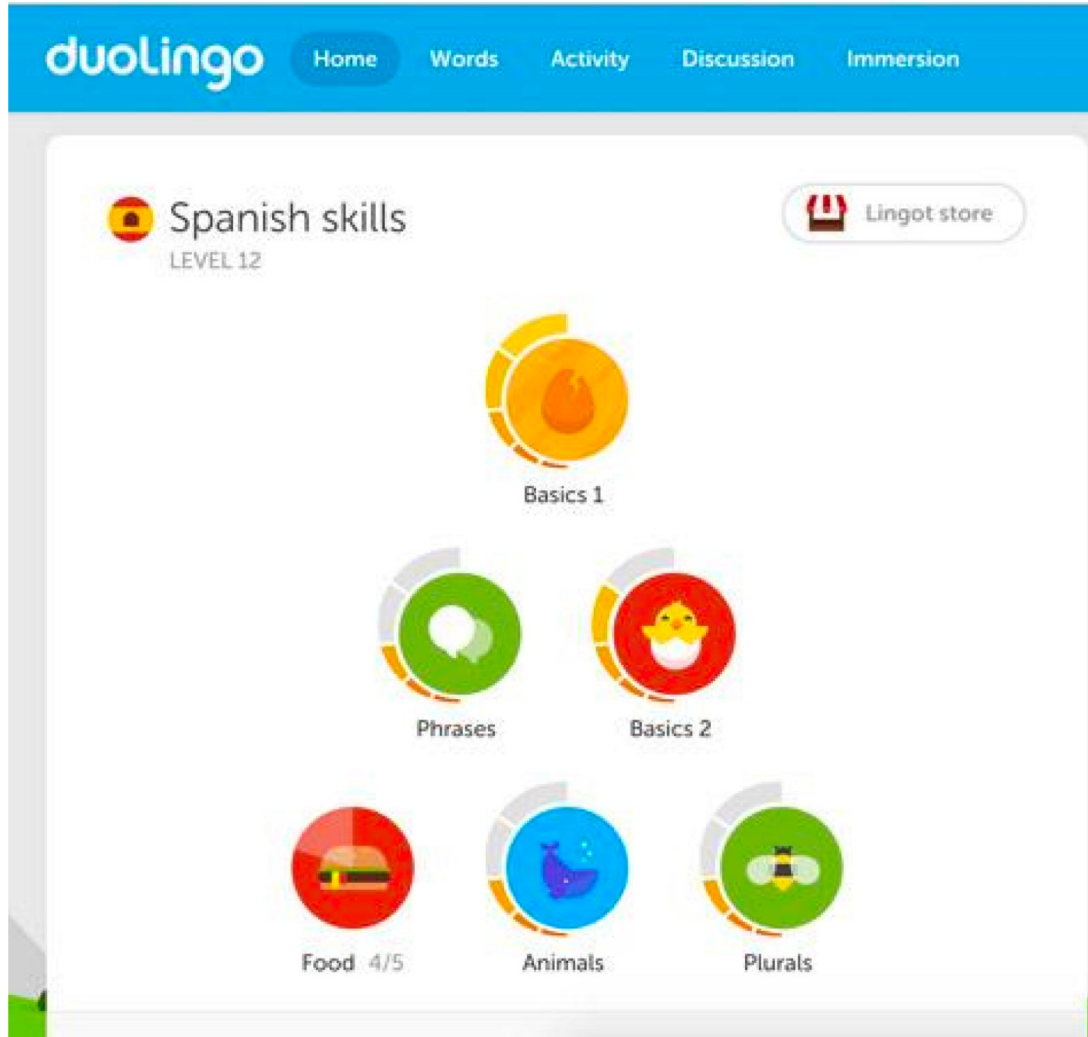 duolingo Home Words Activity Discussion Immersion
Spanish skills
Lingot store
LEVEL 12
Basics 1
Phrases Basics 2
Food 4/5 Animals Plurals